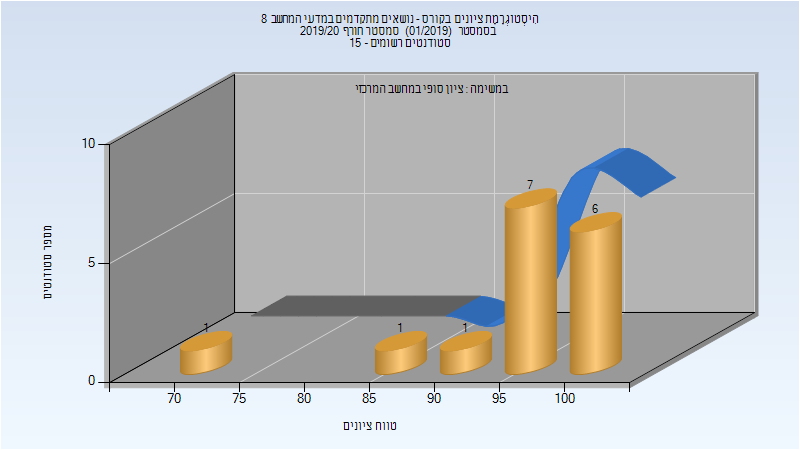 היסטוגרמת ציונים בקורס - נושאים מתקדמים במדעי המחשב 8
בסמסטר (01/2019) סמסטר חורף 2019/20
סטודנטים רשומים - 15
במשימה : ציון סופי במחשב המרכזי
10
5
0
מספר סטודנטים
1
1
1
7
6
70
75
80
85
90
95
100
טווח ציונים